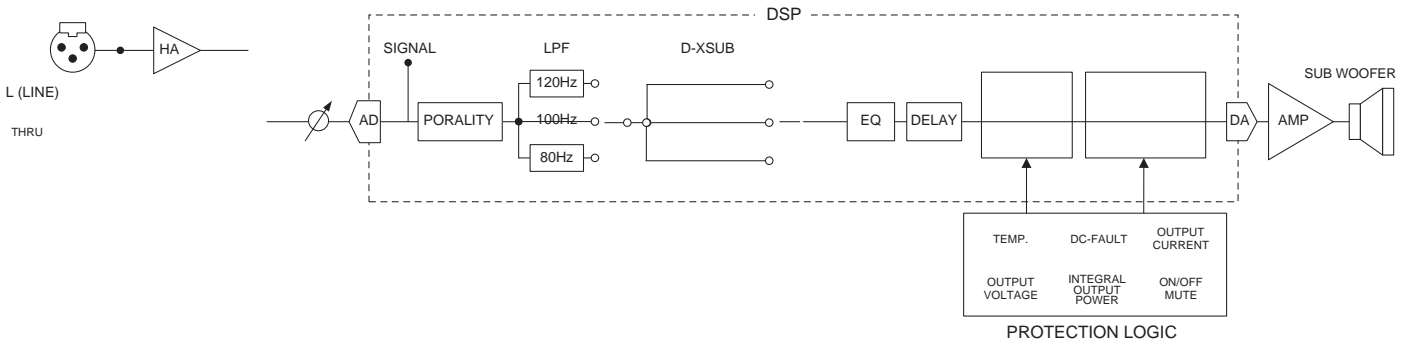 DSP
SIGNAL
LPF
D-XSUB
HA
120Hz
SUB WOOFER
L (LINE)
THRU
AD
PORALITY
100Hz
EQ
DELAY
DA
AMP
80Hz
TEMP.
DC-FAULT
OUTPUT
CURRENT
OUTPUT
VOLTAGE
INTEGRAL
OUTPUT
POWER
ON/OFF
MUTE
PROTECTION LOGIC